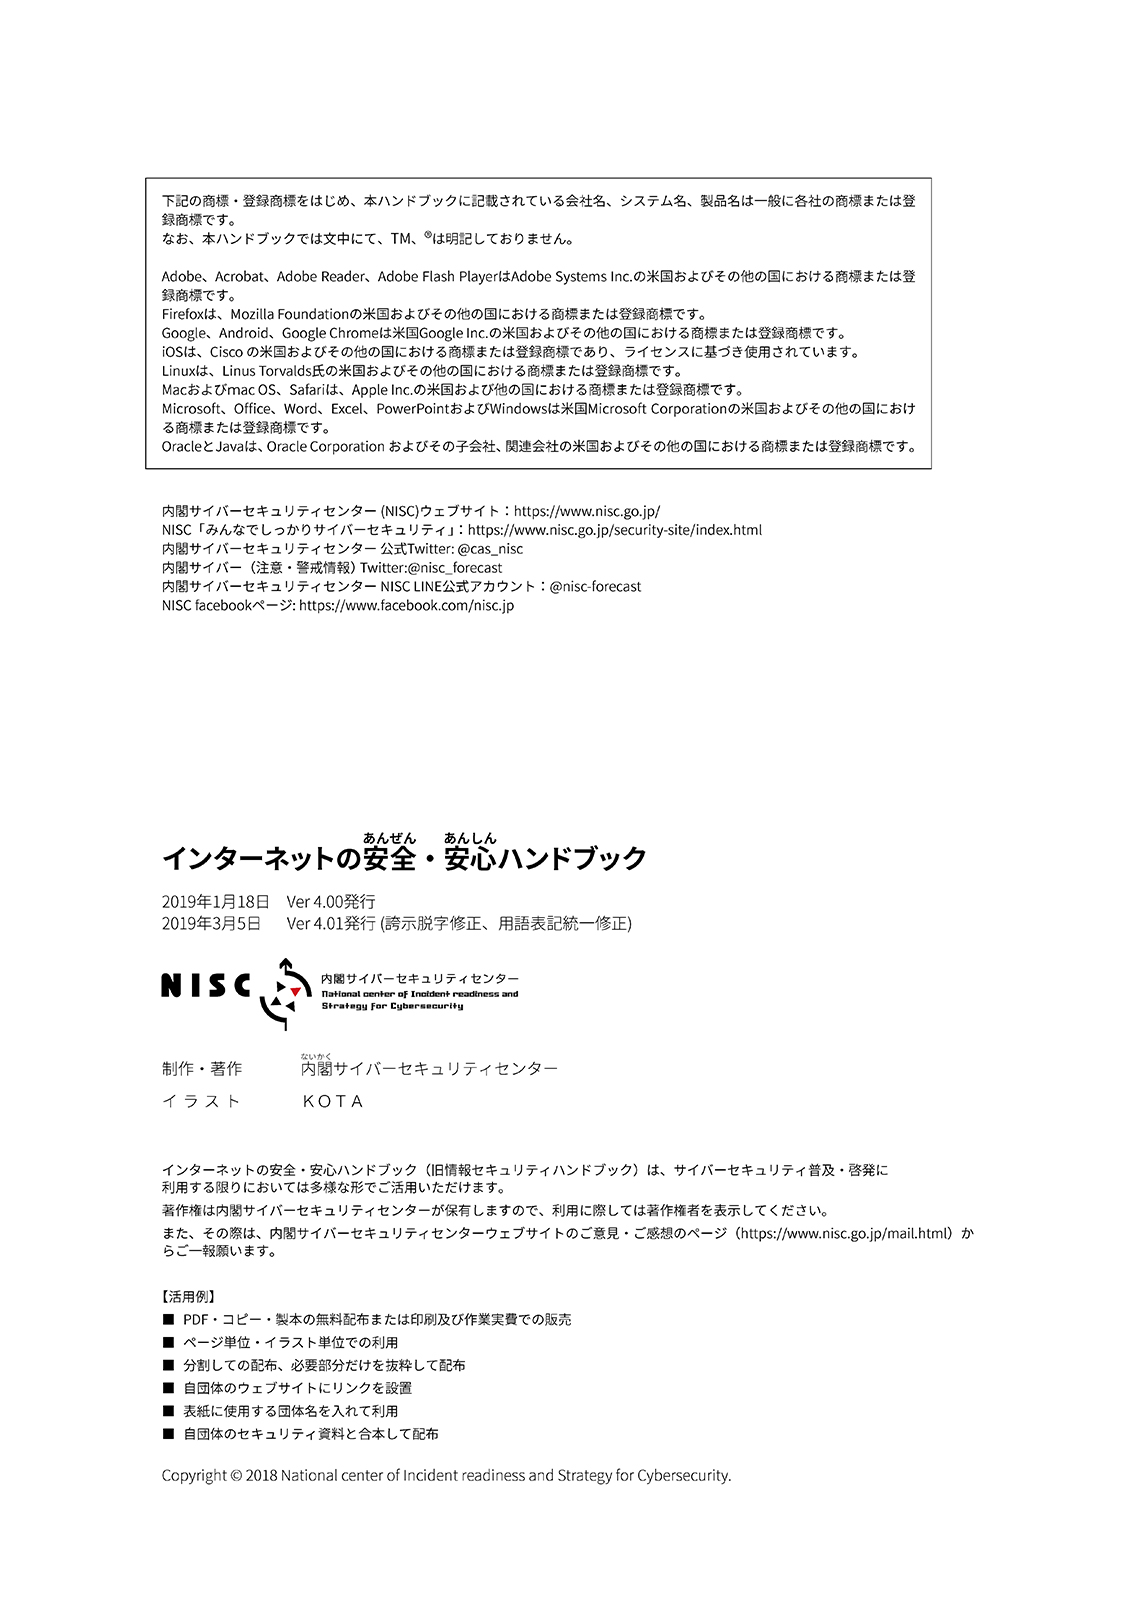 下記の商標・登録商標をはじめ、本ハンドブックに記載されている会社名、システム名、製品名は一般に各社の商標または登
録商標です。
なお、本ハンドブックでは文中にて、TM、®は明記しておりません。
Adobe、Acrobat、Adobe Reader、Adobe Flash PlayerはAdobe Systems Inc.の米国およびその他の国における商標または登
録商標です。
Firefoxは、Mozilla Foundationの米国およびその他の国における商標または登録商標です。
Google、Android、Google Chromeは米国Google Inc.の米国およびその他の国における商標または登録商標です。
iOSは、Cisco の米国およびその他の国における商標または登録商標であり、ライセンスに基づき使用されています。
Linuxは、Linus Torvalds氏の米国およびその他の国における商標または登録商標です。
Macおよびmac OS、Safariは、Apple Inc.の米国および他の国における商標または登録商標です。
Microsoft、Office、Word、Excel、PowerPointおよびWindowsは米国Microsoft Corporationの米国およびその他の国におけ
る商標または登録商標です。
OracleとJavaは、Oracle Corporation およびその子会社、関連会社の米国およびその他の国における商標または登録商標です。
内閣サイバーセキュリティセンター (NISC)ウェブサイト：https://www.nisc.go.jp/
NISC「みんなでしっかりサイバーセキュリティ」：https://www.nisc.go.jp/security-site/index.html
内閣サイバーセキュリティセンター 公式Twitter: @cas_nisc
内閣サイバー（注意・警戒情報）Twitter:@nisc_forecast
内閣サイバーセキュリティセンター NISC LINE公式アカウント：@nisc-forecast
NISC facebookページ: https://www.facebook.com/nisc.jp
あんぜん あんしん
インターネットの安全・安心ハンドブック
2019年1月18日 Ver 4.00発行
2019年3月5日 Ver 4.01発行 (誇示脱字修正、用語表記統一修正)
NISC 内閣サイバーセキュリティセンター
National center of Incident readiness and
Strategy for Cybersecurity
ないかく
制作・著作 内閣サイバーセキュリティセンター
イラスト KOTA
インターネットの安全・安心ハンドブック（旧情報セキュリティハンドブック）は、サイバーセキュリティ普及・啓発に
利用する限りにおいては多様な形でご活用いただけます。
著作権は内閣サイバーセキュリティセンターが保有しますので、利用に際しては著作権者を表示してください。
また、その際は、内閣サイバーセキュリティセンターウェブサイトのご意見・ご感想のページ（https://www.nisc.go.jp/mail.html）か
らご一報願います。
【活用例】
■ PDF・コピー・製本の無料配布または印刷及び作業実費での販売
■ ページ単位・イラスト単位での利用
■ 分割しての配布、必要部分だけを抜粋して配布
■ 自団体のウェブサイトにリンクを設置
■ 表紙に使用する団体名を入れて利用
■ 自団体のセキュリティ資料と合本して配布
Copyright © 2018 National center of Incident readiness and Strategy for Cybersecurity.